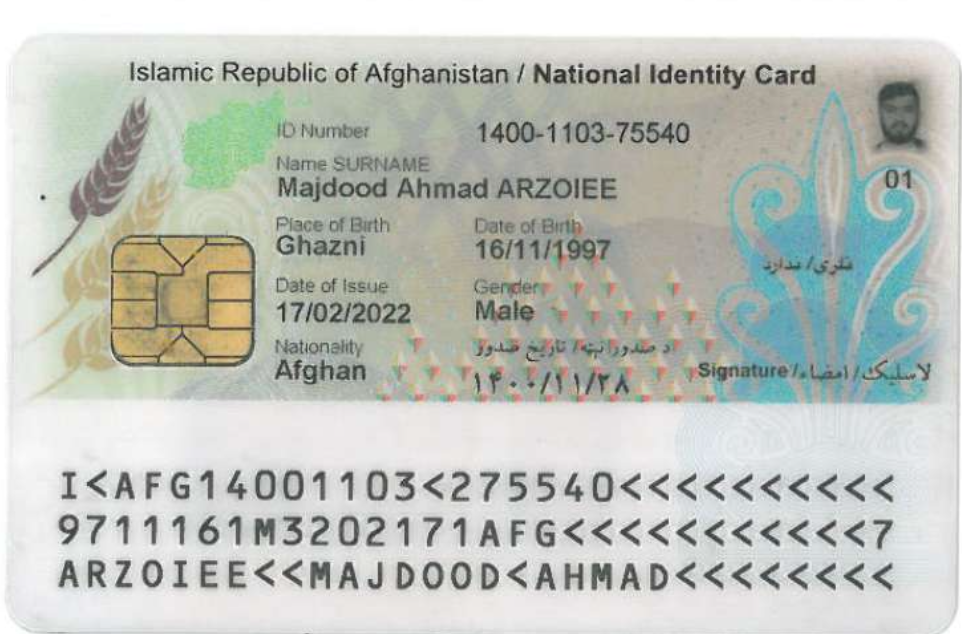 Islamic Republic of Afghanistan / National Identity Card
ID Number 1400-1103-75540
Name SURNAME
Majdood Ahmad ARZOIEE
01
Place of Birth Date of Birth
Ghazni 16/11/1997
نلري/ ندارد
Date of Issue Gender
17/02/2022 Male
Nationality د صدور نېټه/ تاریخ صدور
Afghan ۱۴۰۰/۱۱/۲۸ Signature/لاسلیک/ امضاء
I<AFG14001103<275540<<<<<<<<<<
9711161M3202171AFG<<<<<<<<<<<7
ARZOIEE<<MAJDOOD<AHMAD<<<<<<<<